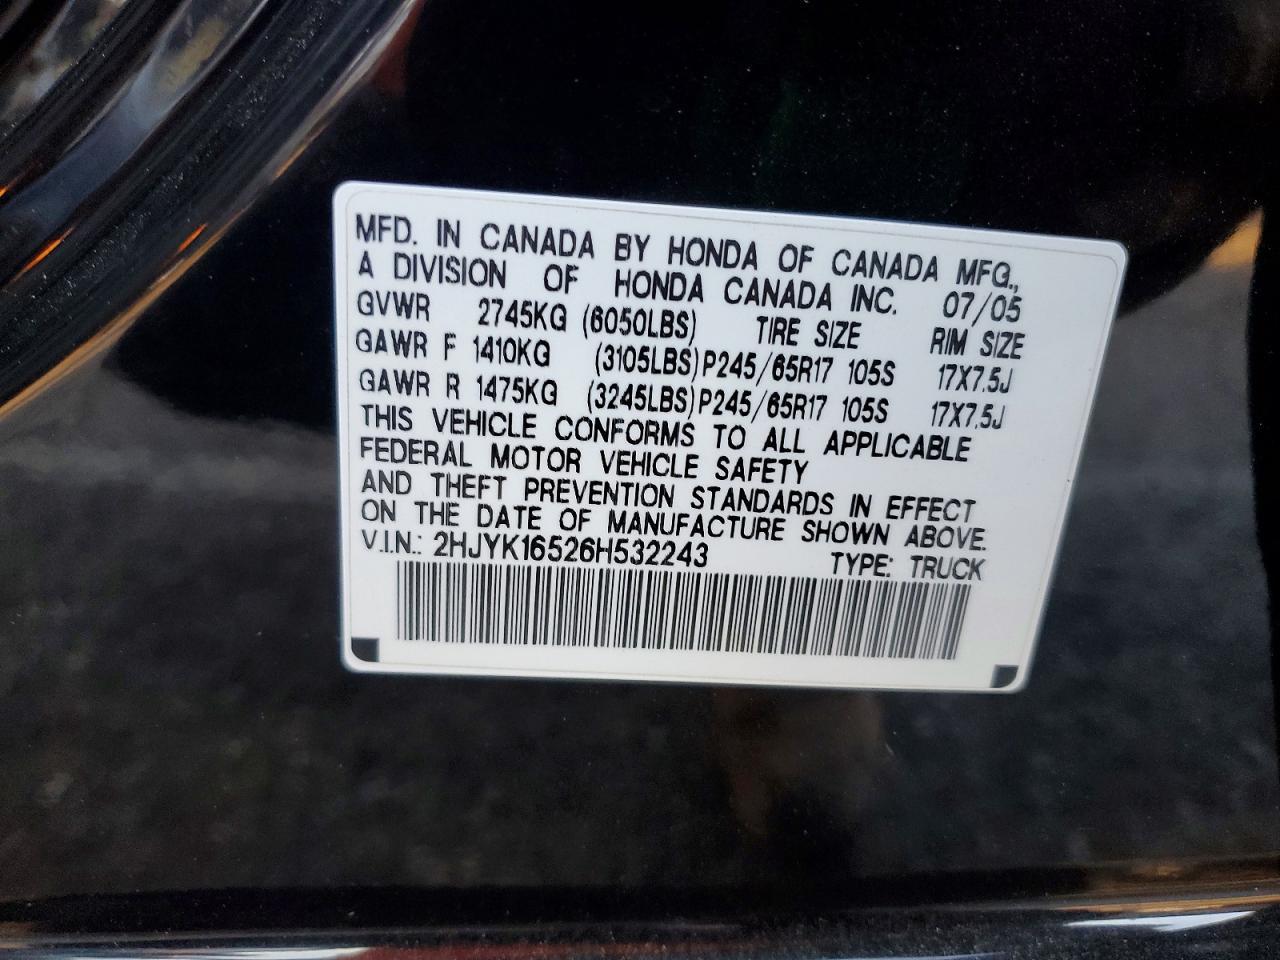 MFD. IN CANADA BY HONDA OF CANADA MFG.,
A DIVISION OF HONDA CANADA INC. 07/05
GVWR 2745KG (6050LBS) TIRE SIZE RIM SIZE
GAWR F 1410KG (3105LBS) P245/65R17 105S 17X7.5J
GAWR R 1475KG (3245LBS) P245/65R17 105S 17X7.5J
THIS VEHICLE CONFORMS TO ALL APPLICABLE
FEDERAL MOTOR VEHICLE SAFETY
AND THEFT PREVENTION STANDARDS IN EFFECT
ON THE DATE OF MANUFACTURE SHOWN ABOVE.
V.I.N.: 2HJYK16526H532243 TYPE: TRUCK